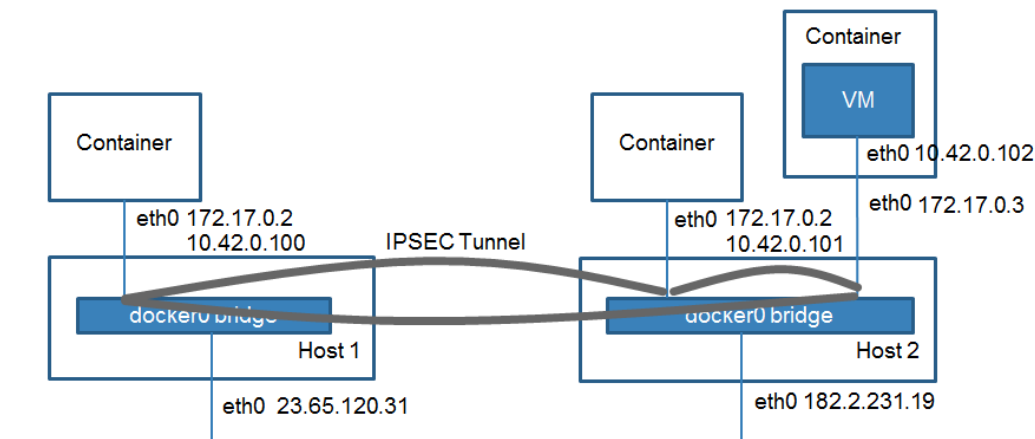 Container
VM
eth0 10.42.0.102
Container
Container
eth0 172.17.0.3
eth0 172.17.0.2
10.42.0.100
IPSEC Tunnel
eth0 172.17.0.2
10.42.0.101
docker0 bridge
docker0 bridge
Host 1
Host 2
eth0 23.65.120.31
eth0 182.2.231.19